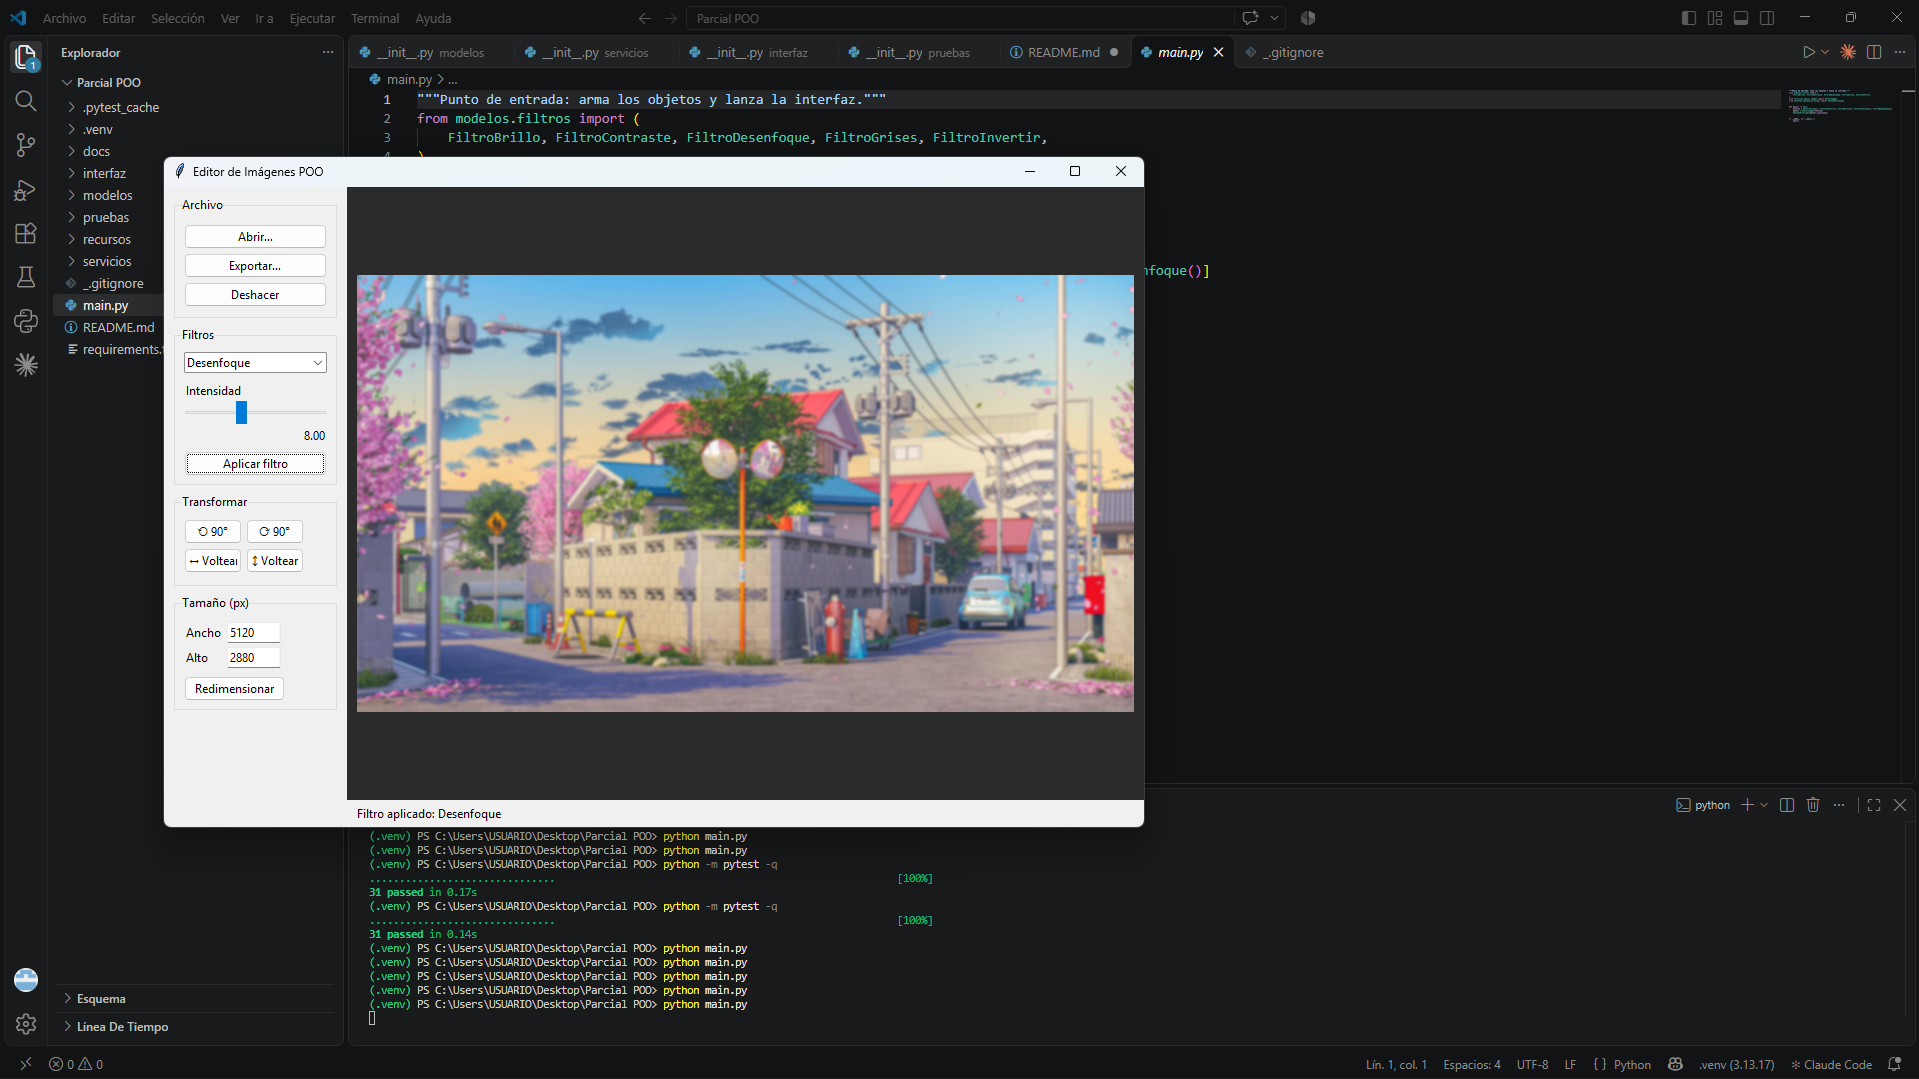 Archivo Editar Selección Ver Ir a Ejecutar Terminal Ayuda
Parcial POO
Explorador
__init__.py modelos
__init__.py servicios
__init__.py interfaz
__init__.py pruebas
README.md
main.py
_.gitignore
main.py > ...
Parcial POO
.pytest_cache
.venv
docs
interfaz
modelos
pruebas
recursos
servicios
_.gitignore
main.py
README.md
requirements.
1 """Punto de entrada: arma los objetos y lanza la interfaz."""
2 from modelos.filtros import (
3 FiltroBrillo, FiltroContraste, FiltroDesenfoque, FiltroGrises, FiltroInvertir,
nfoque()]
Editor de Imágenes POO
Archivo
Abrir...
Exportar...
Deshacer
Filtros
Desenfoque
Intensidad
8.00
Aplicar filtro
Transformar
90° 90°
↔ Voltear ↕ Voltear
Tamaño (px)
Ancho 5120
Alto 2880
Redimensionar
Filtro aplicado: Desenfoque
python
(.venv) PS C:\Users\USUARIO\Desktop\Parcial POO> python main.py
(.venv) PS C:\Users\USUARIO\Desktop\Parcial POO> python main.py
(.venv) PS C:\Users\USUARIO\Desktop\Parcial POO> python -m pytest -q
............................... [100%]
31 passed in 0.17s
(.venv) PS C:\Users\USUARIO\Desktop\Parcial POO> python -m pytest -q
............................... [100%]
31 passed in 0.14s
(.venv) PS C:\Users\USUARIO\Desktop\Parcial POO> python main.py
(.venv) PS C:\Users\USUARIO\Desktop\Parcial POO> python main.py
(.venv) PS C:\Users\USUARIO\Desktop\Parcial POO> python main.py
(.venv) PS C:\Users\USUARIO\Desktop\Parcial POO> python main.py
(.venv) PS C:\Users\USUARIO\Desktop\Parcial POO> python main.py
Esquema
Línea De Tiempo
0 0
Lín. 1, col. 1 Espacios: 4 UTF-8 LF { } Python .venv (3.13.17) Claude Code